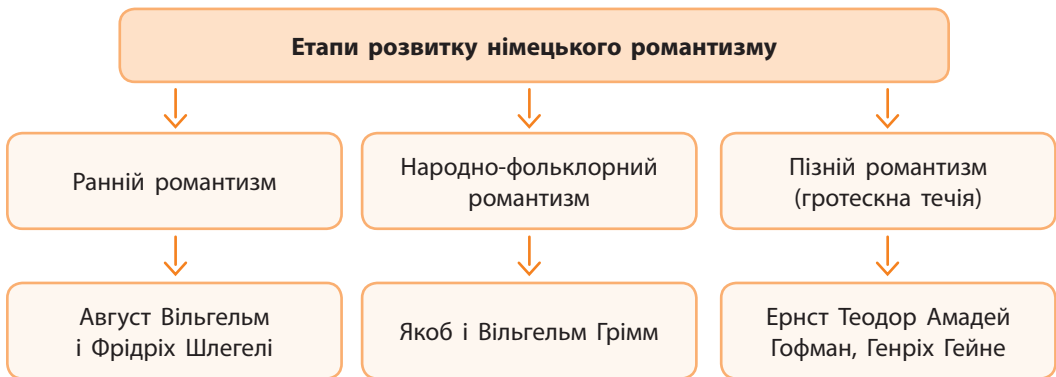 Етапи розвитку німецького романтизму
Ранній романтизм
Народно-фольклорний
романтизм
Пізній романтизм
(гротескна течія)
Август Вільгельм
і Фрідріх Шлегелі
Якоб і Вільгельм Грімм
Ернст Теодор Амадей
Гофман, Генріх Гейне